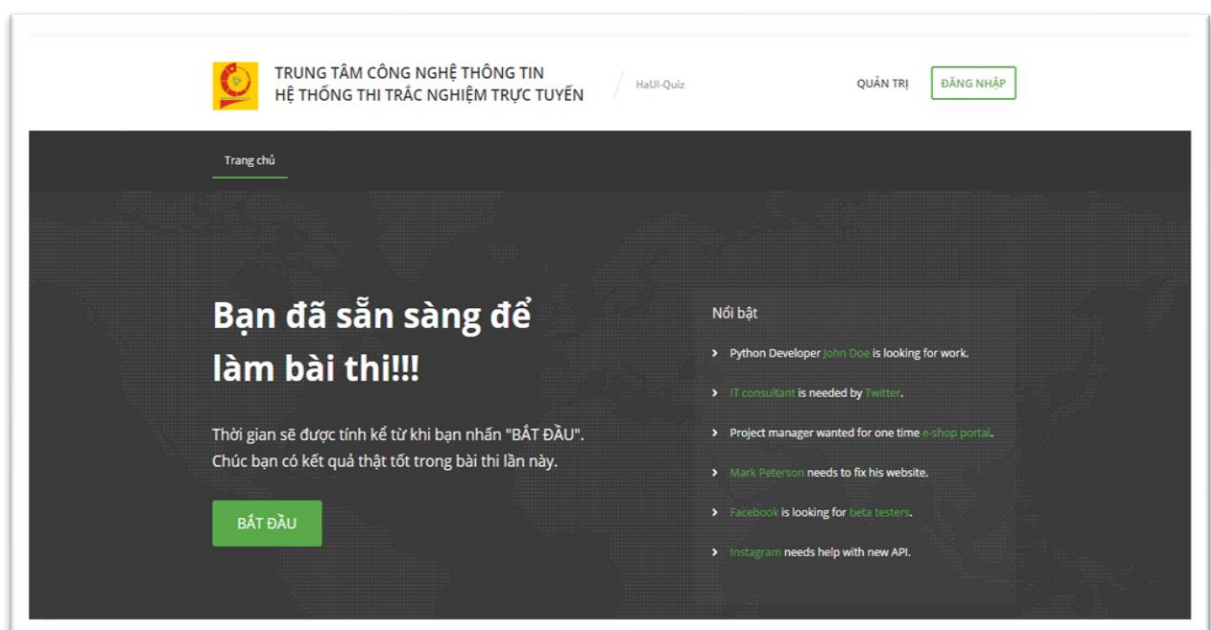 TRUNG TÂM CÔNG NGHỆ THÔNG TIN
HỆ THỐNG THI TRẮC NGHIỆM TRỰC TUYẾN
HaUI-Quiz
QUẢN TRỊ
ĐĂNG NHẬP
Trang chủ
Bạn đã sẵn sàng để
làm bài thi!!!
Thời gian sẽ được tính kể từ khi bạn nhấn "BẮT ĐẦU".
Chúc bạn có kết quả thật tốt trong bài thi lần này.
BẮT ĐẦU
Nổi bật
Python Developer John Doe is looking for work.
IT consultant is needed by Twitter.
Project manager wanted for one time e-shop portal.
Mark Peterson needs to fix his website.
Facebook is looking for beta testers.
Instagram needs help with new API.